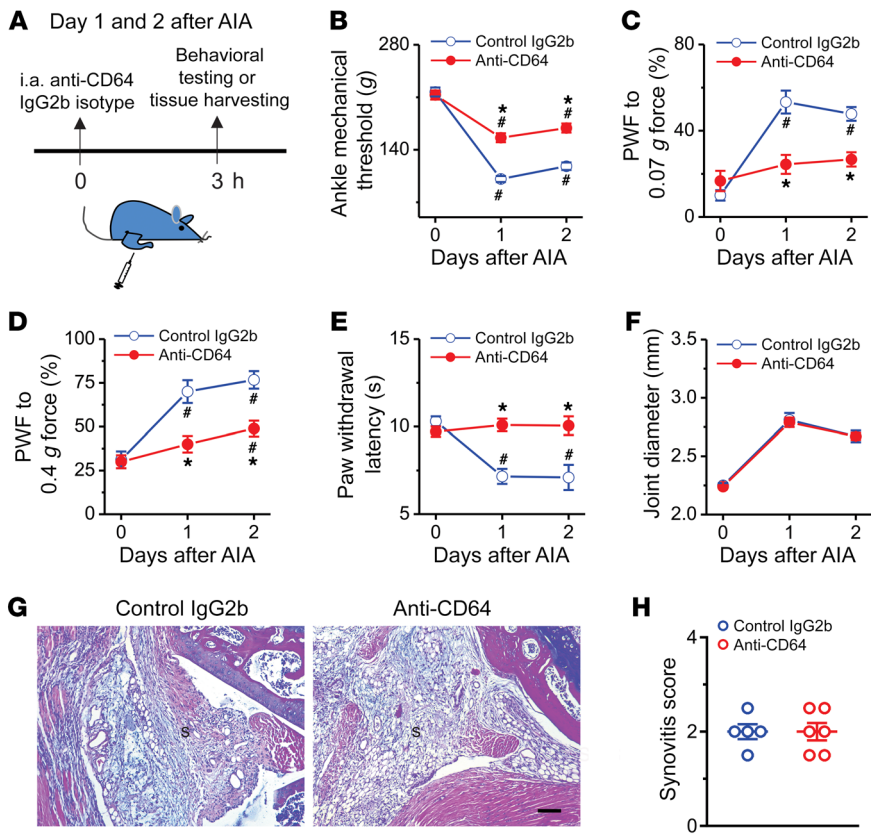 A Day 1 and 2 after AIA
i.a. anti-CD64
IgG2b isotype
Behavioral
testing or
tissue harvesting
0
3 h
B
Control IgG2b
Anti-CD64
Ankle mechanical
threshold (g)
280
140
*
#
*
#
#
#
0 1 2
Days after AIA
C
Control IgG2b
Anti-CD64
PWF to
0.07 g force (%)
80
40
0
#
#
*
*
0 1 2
Days after AIA
D
Control IgG2b
Anti-CD64
PWF to
0.4 g force (%)
100
75
50
25
0
#
#
*
#
*
0 1 2
Days after AIA
E
Control IgG2b
Anti-CD64
Paw withdrawal
latency (s)
15
10
5
*
*
#
#
0 1 2
Days after AIA
F
Control IgG2b
Anti-CD64
Joint diameter (mm)
3.5
3.0
2.5
2.0
0 1 2
Days after AIA
G
Control IgG2b
Anti-CD64
S
S
H
Control IgG2b
Anti-CD64
Synovitis score
4
2
0